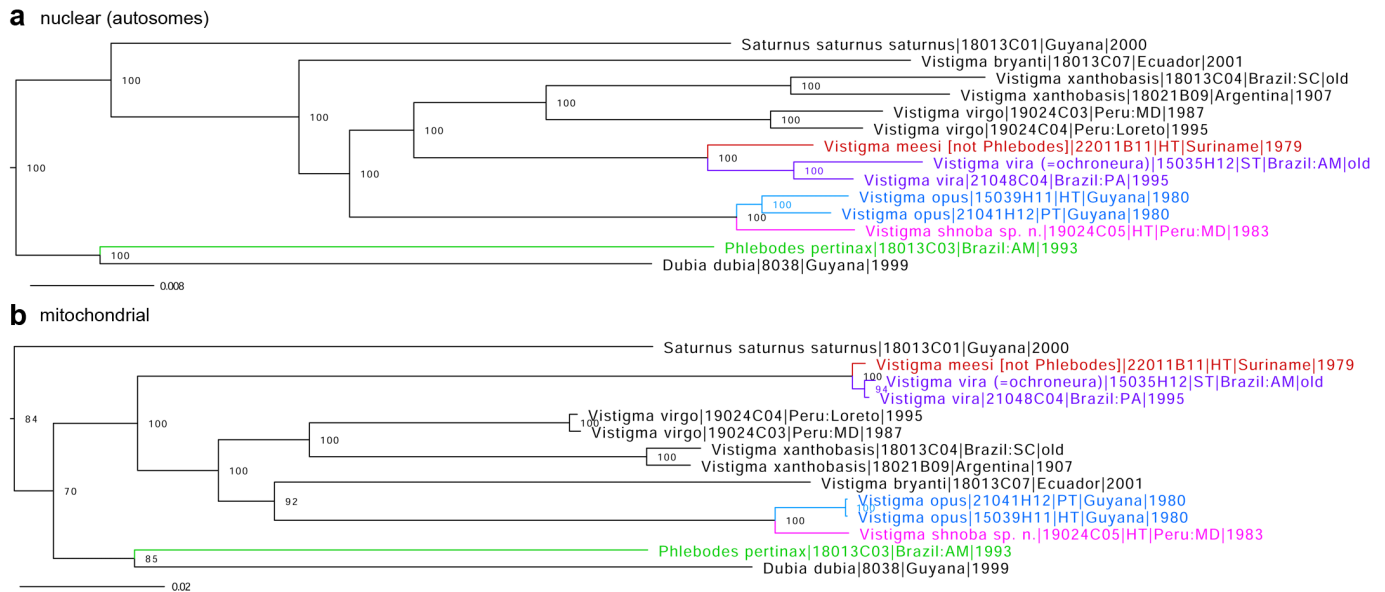 a nuclear (autosomes)
Saturnus saturnus saturnus|18013C01|Guyana|2000
100
Vistigma bryanti|18013C07|Ecuador|2001
Vistigma xanthobasis|18013C04|Brazil:SC|old
100
Vistigma xanthobasis|18021B09|Argentina|1907
100
Vistigma virgo|19024C03|Peru:MD|1987
100
100
Vistigma virgo|19024C04|Peru:Loreto|1995
100
Vistigma meesi [not Phlebodes]|22011B11|HT|Suriname|1979
100
Vistigma vira (=ochroneura)|15035H12|ST|Brazil:AM|old
100
100
100
Vistigma vira|21048C04|Brazil:PA|1995
Vistigma opus|15039H11|HT|Guyana|1980
100
Vistigma opus|21041H12|PT|Guyana|1980
100
Vistigma shnoba sp. n.|19024C05|HT|Peru:MD|1983
Phlebodes pertinax|18013C03|Brazil:AM|1993
100
Dubia dubia|8038|Guyana|1999
0.008
b mitochondrial
Saturnus saturnus saturnus|18013C01|Guyana|2000
Vistigma meesi [not Phlebodes]|22011B11|HT|Suriname|1979
100
Vistigma vira (=ochroneura)|15035H12|ST|Brazil:AM|old
94
Vistigma vira|21048C04|Brazil:PA|1995
Vistigma virgo|19024C04|Peru:Loreto|1995
84
100
100
Vistigma virgo|19024C03|Peru:MD|1987
100
Vistigma xanthobasis|18013C04|Brazil:SC|old
100
Vistigma xanthobasis|18021B09|Argentina|1907
100
Vistigma bryanti|18013C07|Ecuador|2001
70
92
Vistigma opus|21041H12|PT|Guyana|1980
100
Vistigma opus|15039H11|HT|Guyana|1980
100
Vistigma shnoba sp. n.|19024C05|HT|Peru:MD|1983
Phlebodes pertinax|18013C03|Brazil:AM|1993
85
Dubia dubia|8038|Guyana|1999
0.02